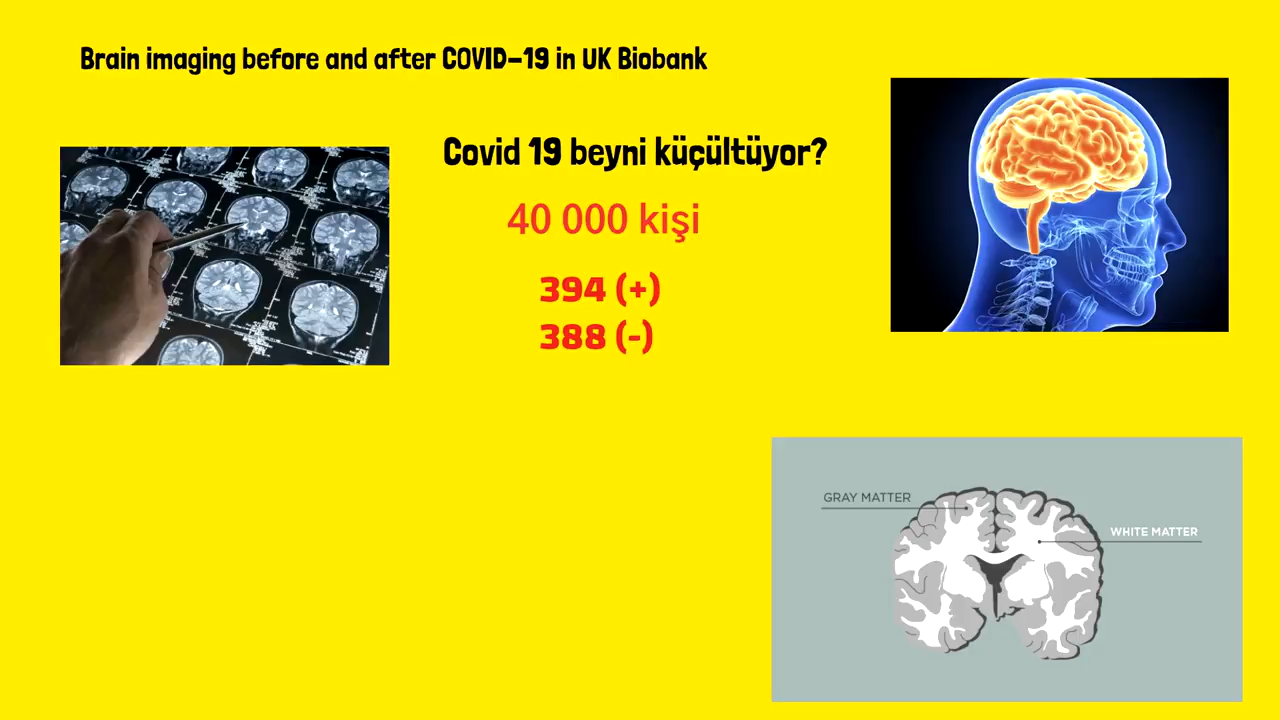 Brain imaging before and after COVID-19 in UK Biobank
Covid 19 beyni küçültüyor?
40 000 kişi
394 (+)
388 (-)
GRAY MATTER
WHITE MATTER